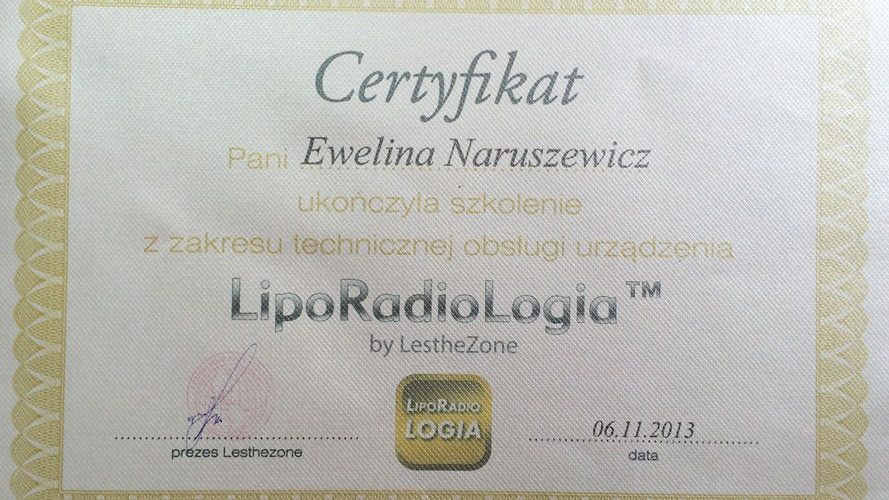 Certyfikat
Pani Ewelina Naruszewicz
ukończyła szkolenie
z zakresu technicznej obsługi urządzenia
LipoRadioLogia™
by LestheZone
LIPORADIO
LOGIA
06.11.2013
prezes Lesthezone
data